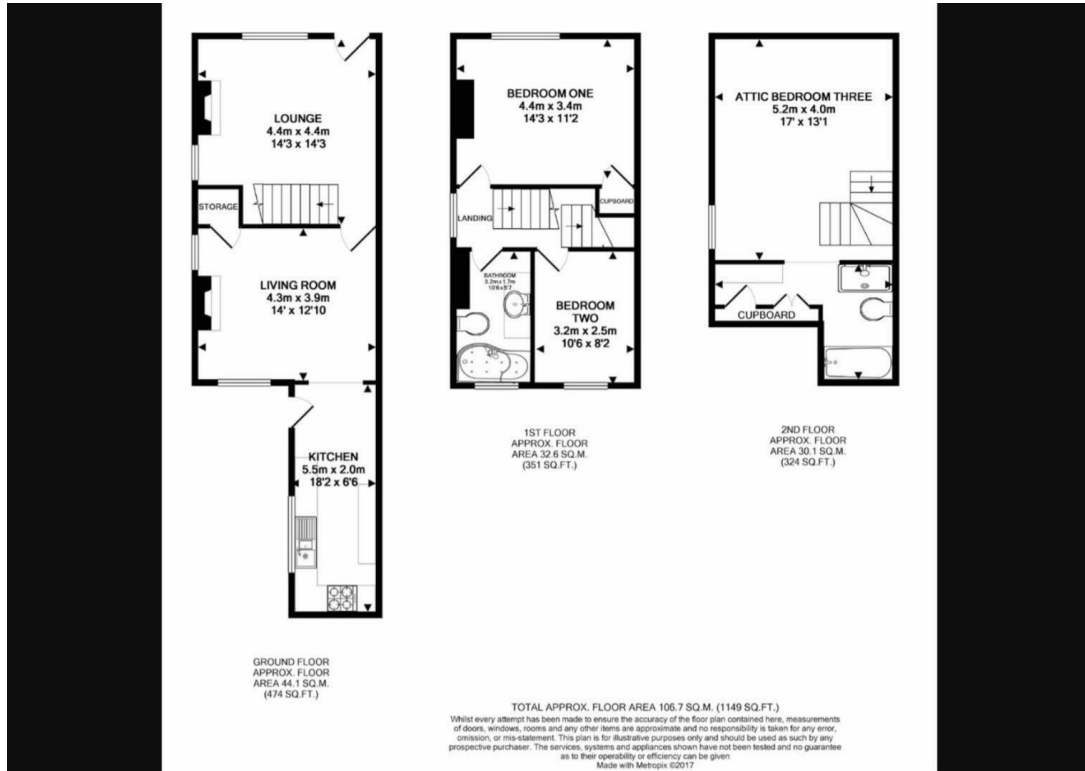 LOUNGE
4.4m x 4.4m
14'3 x 14'3
STORAGE
LIVING ROOM
4.3m x 3.9m
14' x 12'10
KITCHEN
5.5m x 2.0m
18'2 x 6'6
GROUND FLOOR
APPROX. FLOOR
AREA 44.1 SQ.M.
(474 SQ.FT.)
BEDROOM ONE
4.4m x 3.4m
14'3 x 11'2
CUPBOARD
LANDING
BATHROOM
3.2m x 1.7m
10'6 x 5'7
BEDROOM
TWO
3.2m x 2.5m
10'6 x 8'2
1ST FLOOR
APPROX. FLOOR
AREA 32.6 SQ.M.
(351 SQ.FT.)
ATTIC BEDROOM THREE
5.2m x 4.0m
17' x 13'1
CUPBOARD
2ND FLOOR
APPROX. FLOOR
AREA 30.1 SQ.M.
(324 SQ.FT.)
TOTAL APPROX. FLOOR AREA 106.7 SQ.M. (1149 SQ.FT.)
Whilst every attempt has been made to ensure the accuracy of the floor plan contained here, measurements
of doors, windows, rooms and any other items are approximate and no responsibility is taken for any error,
omission, or mis-statement. This plan is for illustrative purposes only and should be used as such by any
prospective purchaser. The services, systems and appliances shown have not been tested and no guarantee
as to their operability or efficiency can be given
Made with Metropix ©2017